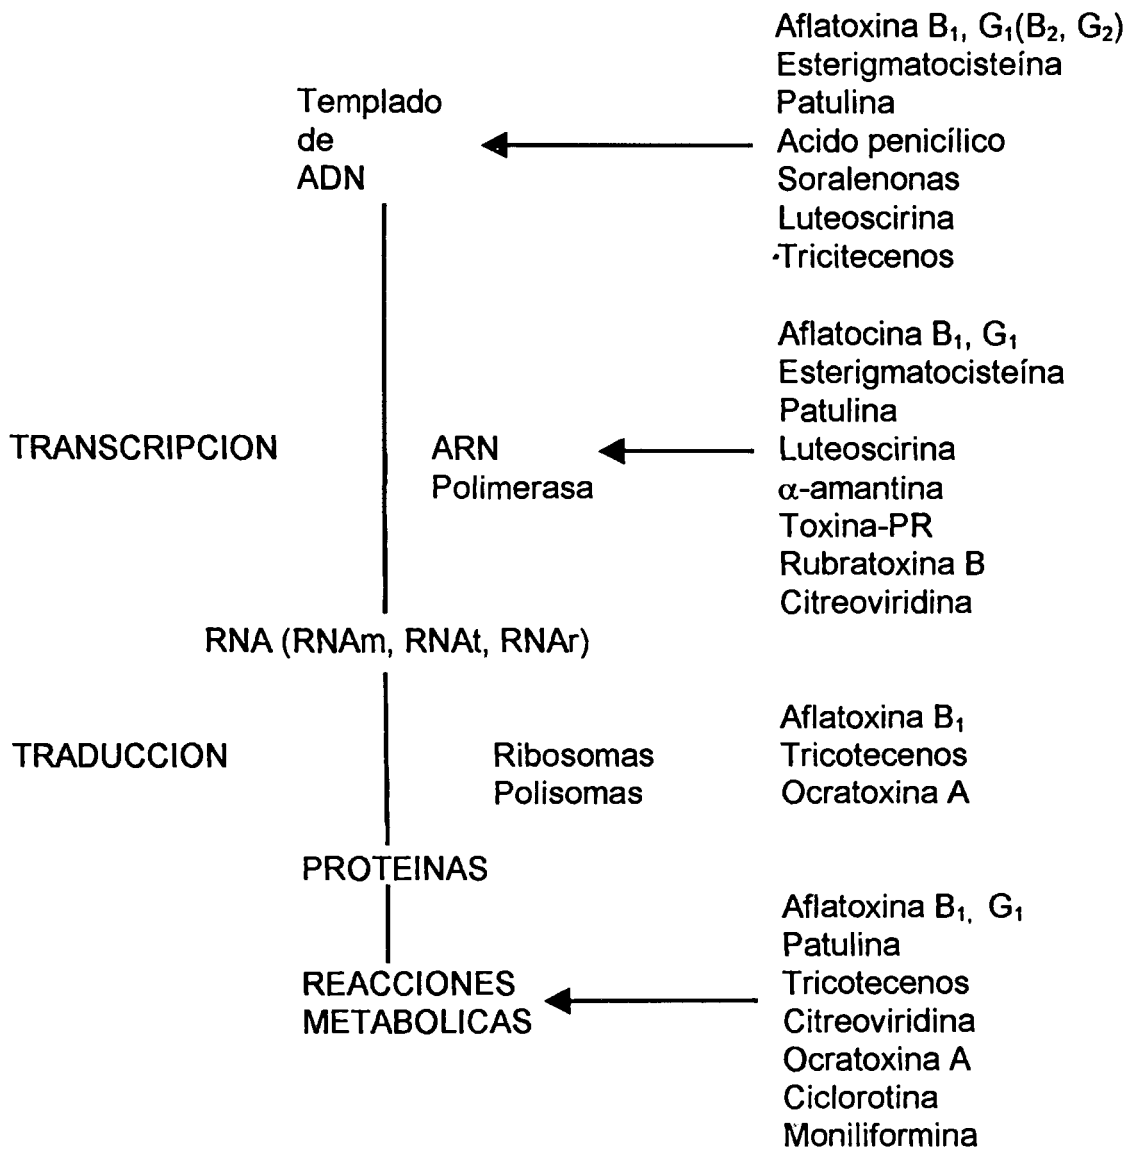 Aflatoxina B₁, G₁(B₂, G₂)
Esterigmatocisteína
Patulina
Acido penicílico
Soralenonas
Luteoscirina
Tricitecenos
Templado
de
ADN
Aflatocina B₁, G₁
Esterigmatocisteína
Patulina
Luteoscirina
α-amantina
Toxina-PR
Rubratoxina B
Citreoviridina
TRANSCRIPCION
ARN
Polimerasa
RNA (RNAm, RNAt, RNAr)
Aflatoxina B₁
Tricotecenos
Ocratoxina A
TRADUCCION
Ribosomas
Polisomas
PROTEINAS
Aflatoxina B₁, G₁
Patulina
Tricotecenos
Citreoviridina
Ocratoxina A
Ciclorotina
Moniliformina
REACCIONES
METABOLICAS